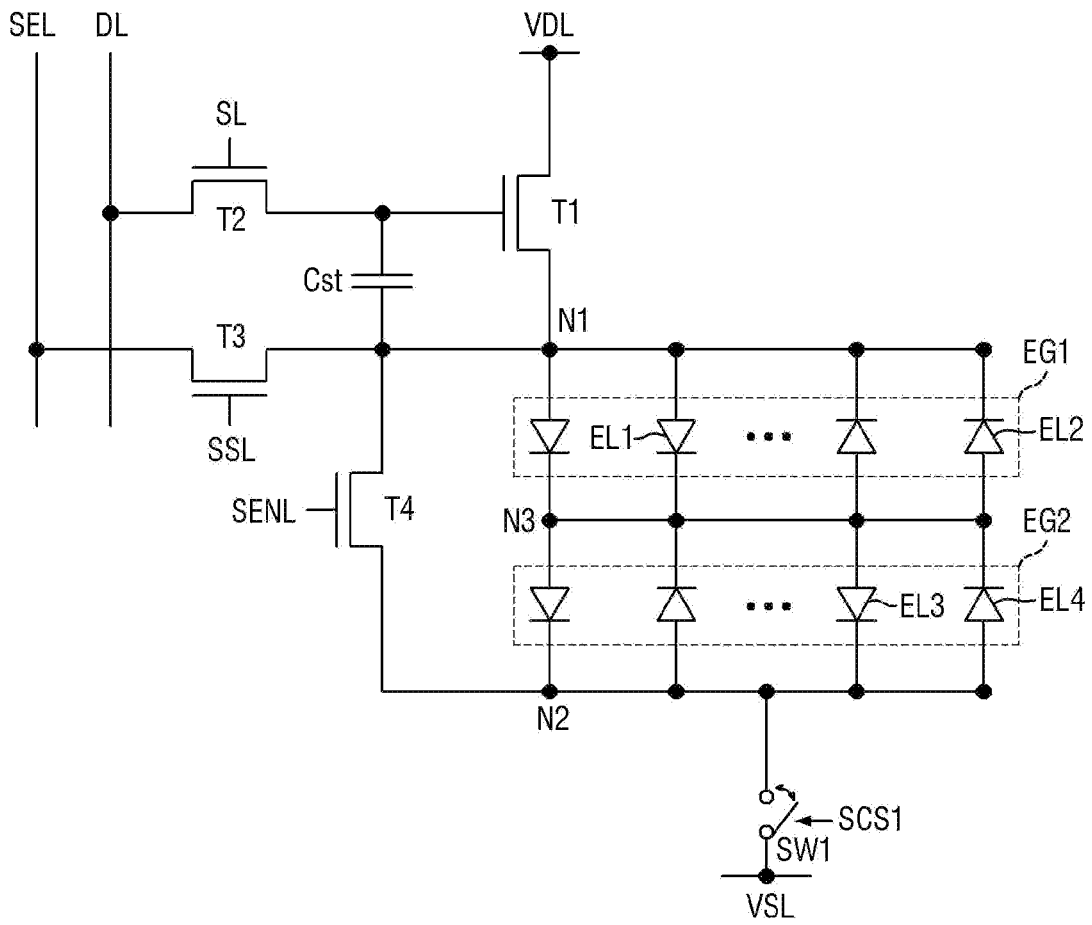 SEL
DL
VDL
SL
T2
T1
Cst
T3
N1
EG1
SSL
EL1
EL2
SENL
T4
N3
EG2
EL3
EL4
N2
SCS1
SW1
VSL